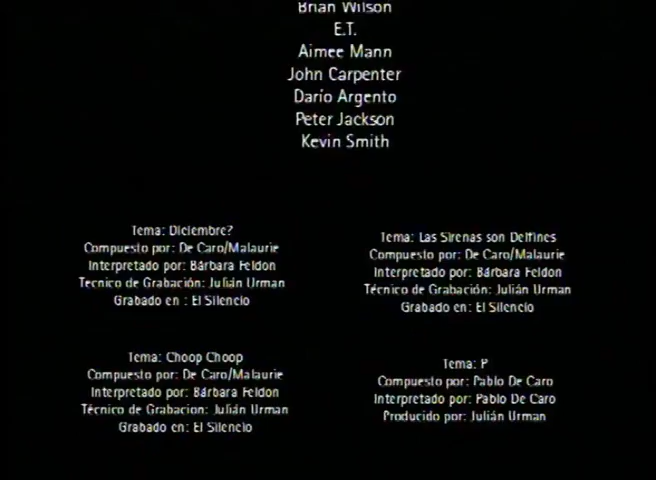 Brian Wilson
E.T.
Aimee Mann
John Carpenter
Darío Argento
Peter Jackson
Kevin Smith
Tema: Diciembre?
Compuesto por: De Caro/Malaurie
Interpretado por: Bárbara Feldon
Tecnico de Grabación: Julián Urman
Grabado en : El Silencio
Tema: Las Sirenas son Delfines
Compuesto por: De Caro/Malaurie
Interpretado por: Bárbara Feldon
Técnico de Grabación: Julián Urman
Grabado en: El Silencio
Tema: Choop Choop
Compuesto por: De Caro/Malaurie
Interpretado por: Bárbara Feldon
Técnico de Grabacion: Julián Urman
Grabado en: El Silencio
Tema: P
Compuesto por: Pablo De Caro
Interpretado por: Pablo De Caro
Producido por: Julián Urman